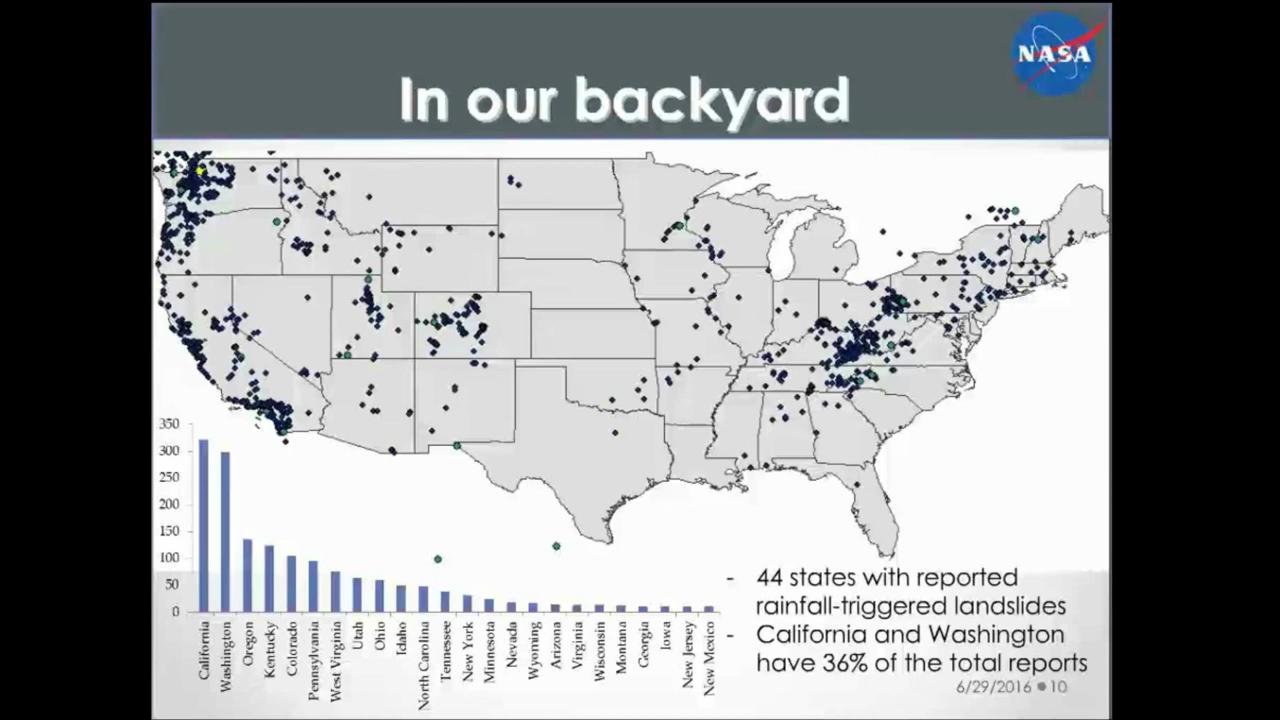 NASA
In our backyard
350
300
250
200
150
100
50
0
California
Washington
Oregon
Kentucky
Colorado
Pennsylvania
West Virginia
Utah
Ohio
Idaho
North Carolina
Tennessee
New York
Minnesota
Nevada
Wyoming
Arizona
Virginia
Wisconsin
Montana
Georgia
Iowa
New Jersey
New Mexico
- 44 states with reported
rainfall-triggered landslides
- California and Washington
have 36% of the total reports
6/29/2016 ● 10